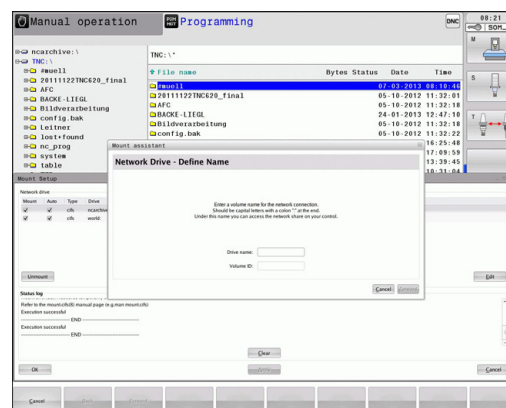 Manual operation
PGM MGT Programming
DNC
08:21
SOM_
ncarchive:\
TNC:\
#muell
20111122TNC620_final
AFC
BACKE-LIEGL
Bildverarbeitung
config.bak
Leitner
lost+found
nc_prog
system
table
TNC:\*
File name Bytes Status Date Time
#muell 07-03-2013 08:10:46
20111122TNC620_final 05-10-2012 11:32:01
AFC 05-10-2012 11:32:18
BACKE-LIEGL 24-01-2013 12:47:10
Bildverarbeitung 05-10-2012 11:32:18
config.bak 05-10-2012 11:32:22
16:25:48
17:09:59
13:39:45
10:31:04
M
S
T
Mount Setup
Network drive
Mount Auto Type Drive
cifs ncarchive
cifs world:
Unmount
Edit
Status log
Refer to the mount.cifs(8) manual page (e.g.man mount.cifs)
Execution successful
END
Execution successful
END
Clear
OK
Apply
Cancel
Mount assistant
Network Drive - Define Name
Enter a volume name for the network connection.
Should be capital letters with a colon ":" at the end.
Under this name you can access the network share on your control.
Drive name:
Volume ID:
Cancel
Cancel